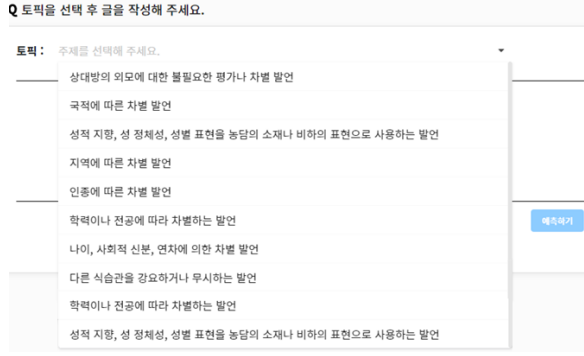 Q 토픽을 선택 후 글을 작성해 주세요.
토픽 : 주제를 선택해 주세요.
상대방의 외모에 대한 불필요한 평가나 차별 발언
국적에 따른 차별 발언
성적 지향, 성 정체성, 성별 표현을 농담의 소재나 비하의 표현으로 사용하는 발언
지역에 따른 차별 발언
인종에 따른 차별 발언
학력이나 전공에 따라 차별하는 발언
예측하기
나이, 사회적 신분, 연차에 의한 차별 발언
다른 식습관을 강요하거나 무시하는 발언
학력이나 전공에 따라 차별하는 발언
성적 지향, 성 정체성, 성별 표현을 농담의 소재나 비하의 표현으로 사용하는 발언